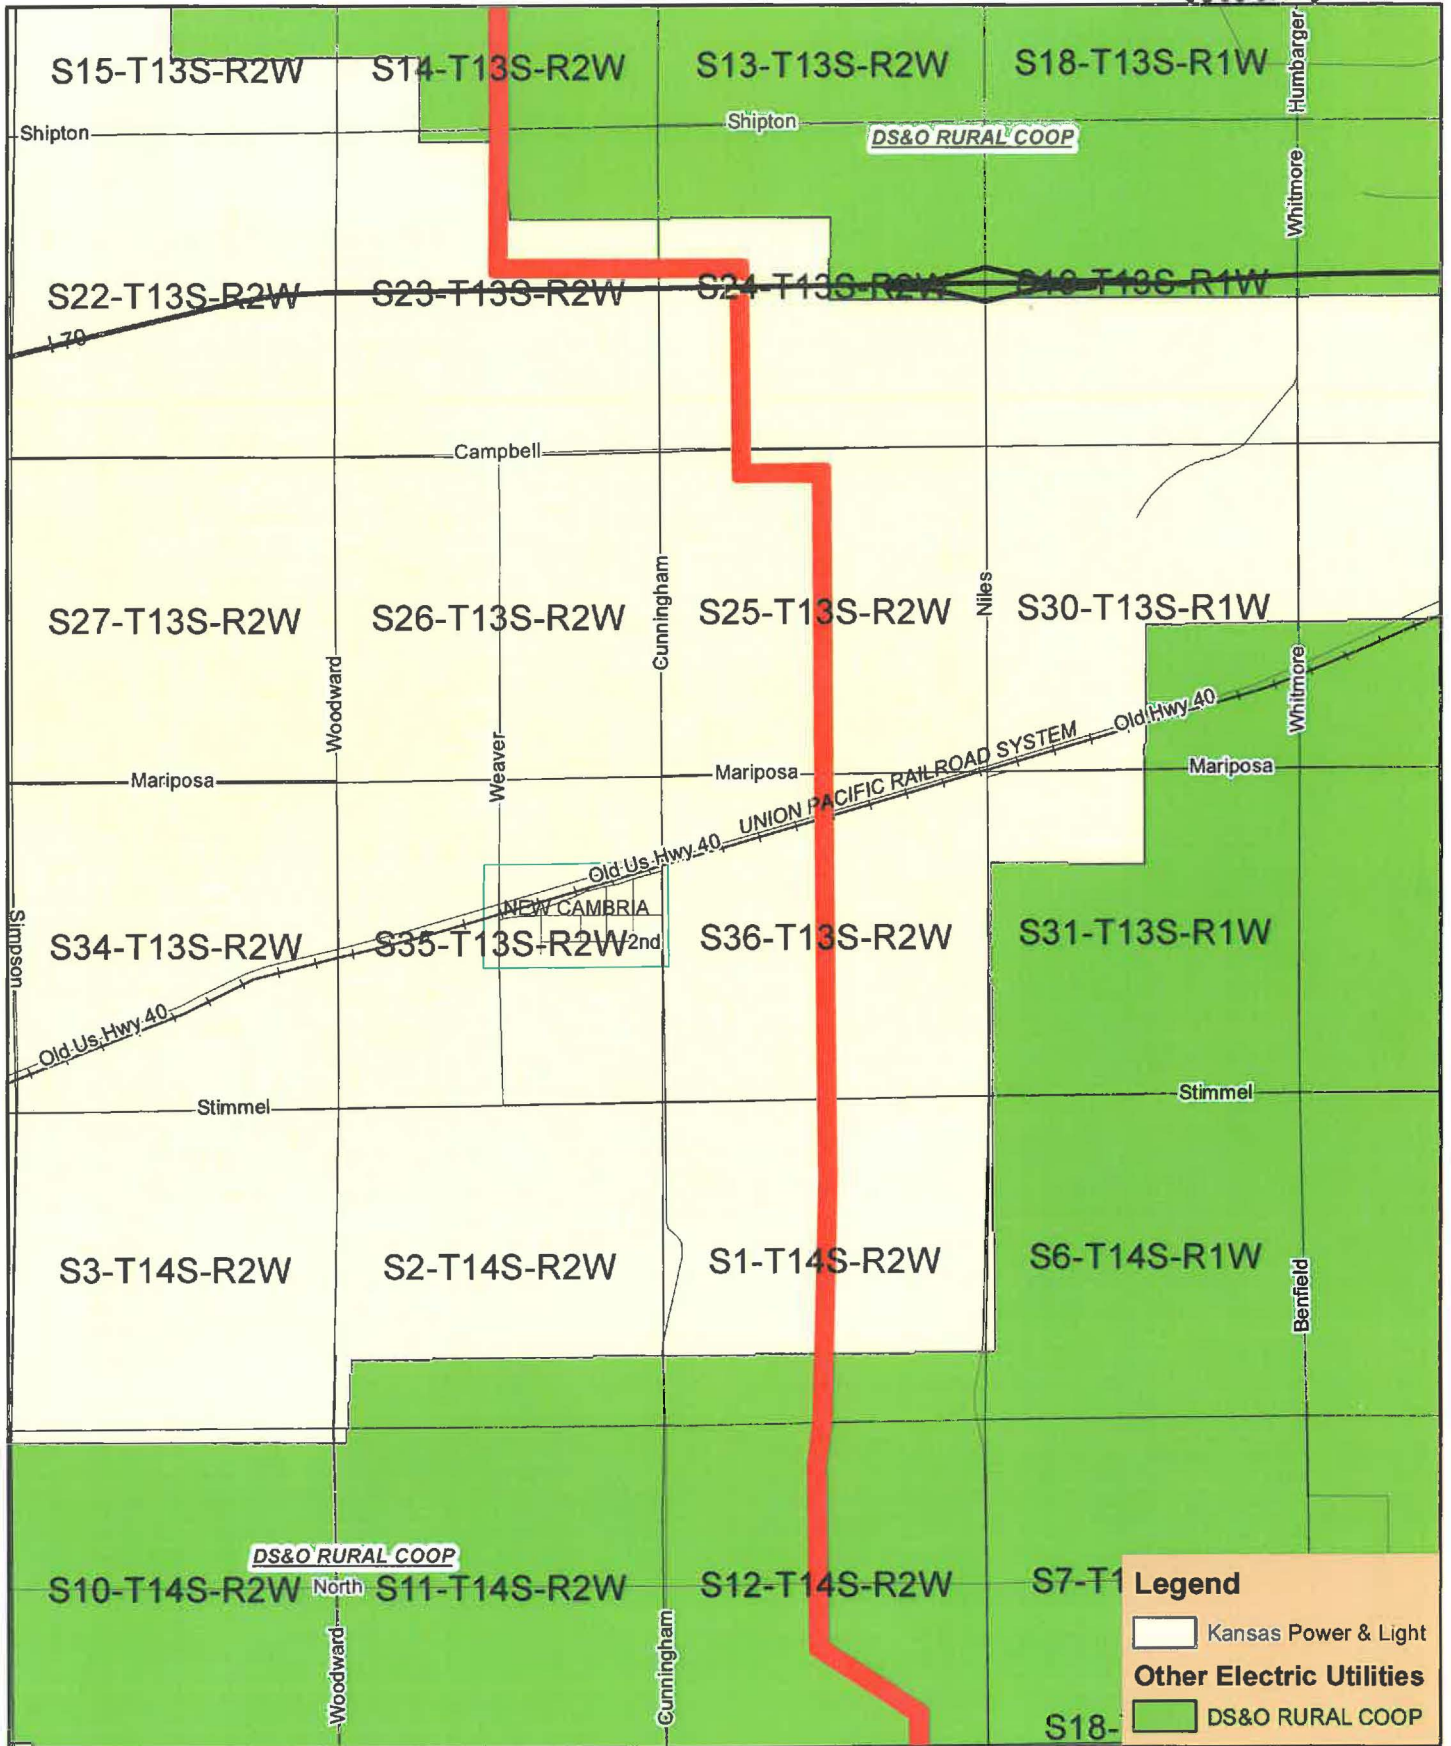 S15-T13S-R2W
S14-T13S-R2W
S13-T13S-R2W
S18-T13S-R1W
Humbarger
Shipton
Shipton
DS&O RURAL COOP
Whitmore
S22-T13S-R2W
S23-T13S-R2W
S24-T13S-R2W
S19-T13S-R1W
I-70
Campbell
S27-T13S-R2W
S26-T13S-R2W
Cunningham
S25-T13S-R2W
Niles
S30-T13S-R1W
Woodward
Weaver
Whitmore
Mariposa
Mariposa
UNION PACIFIC RAILROAD SYSTEM
Old Hwy 40
Mariposa
Old Us Hwy 40
NEW CAMBRIA
Simpson
S34-T13S-R2W
S35-T13S-R2W
2nd
S36-T13S-R2W
S31-T13S-R1W
Old Us Hwy 40
Stimmel
Stimmel
S3-T14S-R2W
S2-T14S-R2W
S1-T14S-R2W
S6-T14S-R1W
Benfield
DS&O RURAL COOP
S10-T14S-R2W
North
S11-T14S-R2W
S12-T14S-R2W
S7-T1
Woodward
Cunningham
S18-
Legend
Kansas Power & Light
Other Electric Utilities
DS&O RURAL COOP